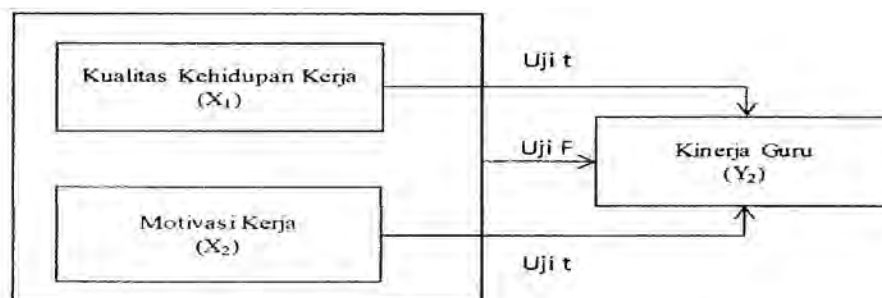 Uji t
Kualitas Kehidupan Kerja
(X₁)
Uji F
Kinerja Guru
(Y₂)
Motivasi Kerja
(X₂)
Uji t